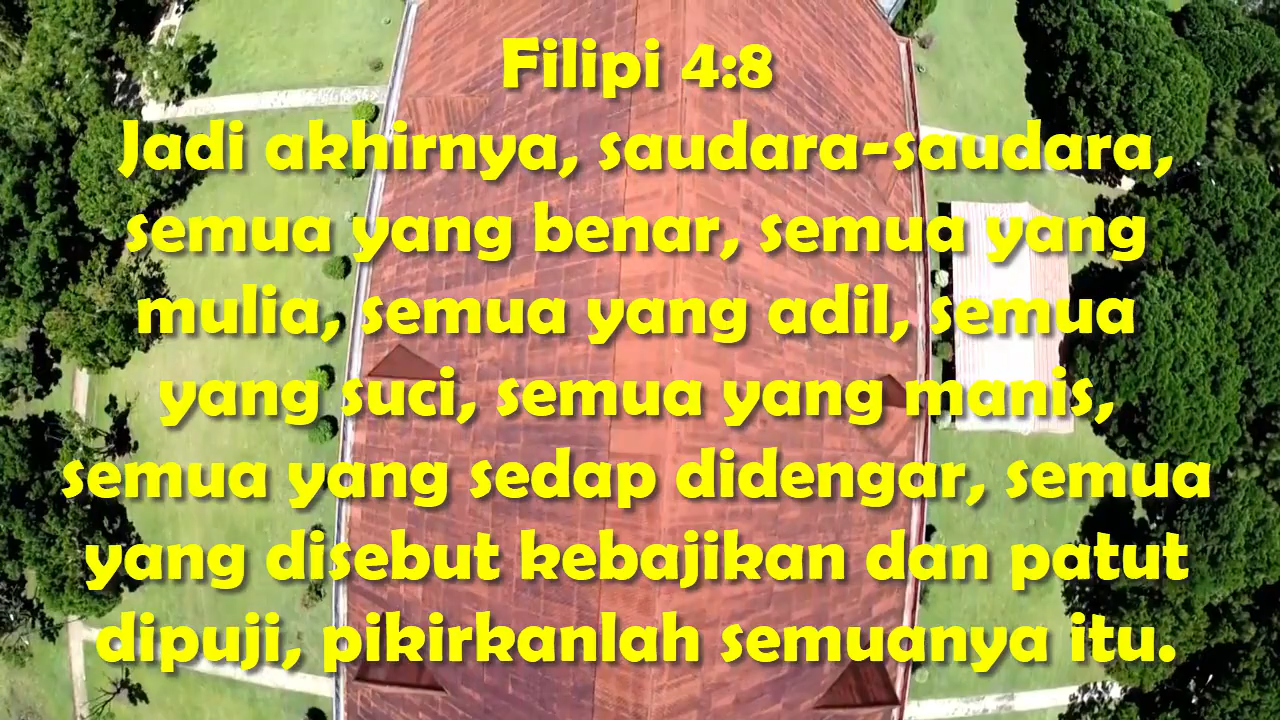 Filipi 4:8
Jadi akhirnya, saudara-saudara,
semua yang benar, semua yang
mulia, semua yang adil, semua
yang suci, semua yang manis,
semua yang sedap didengar, semua
yang disebut kebajikan dan patut
dipuji, pikirkanlah semuanya itu.